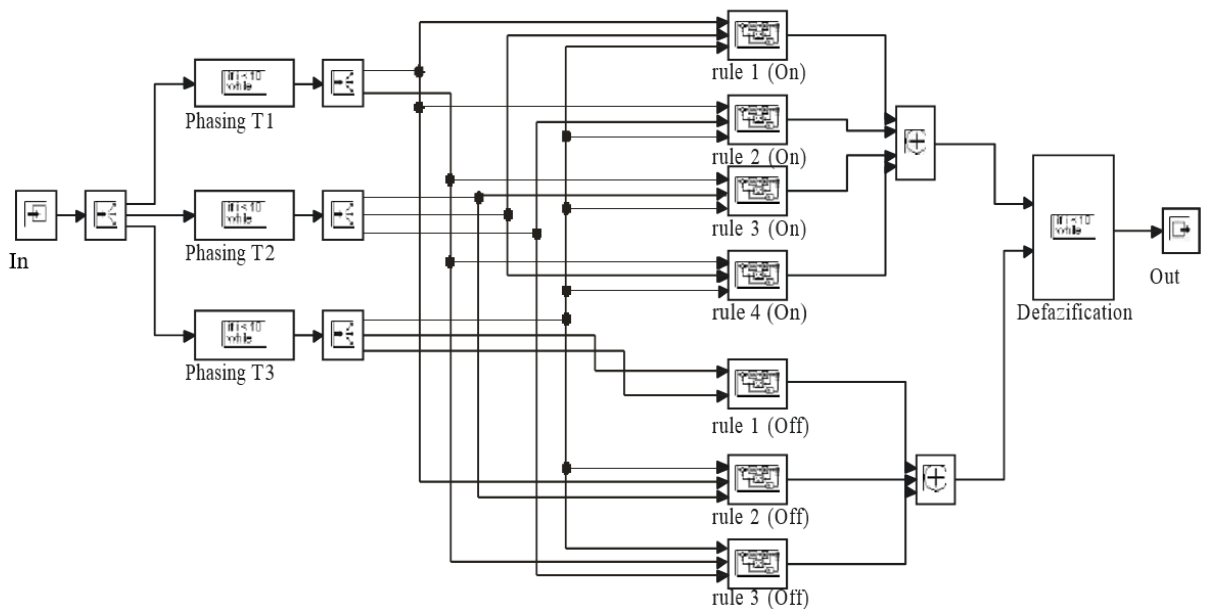 In
Phasing T1
Phasing T2
Phasing T3
rule 1 (On)
rule 2 (On)
rule 3 (On)
rule 4 (On)
rule 1 (Off)
rule 2 (Off)
rule 3 (Off)
Defazification
Out